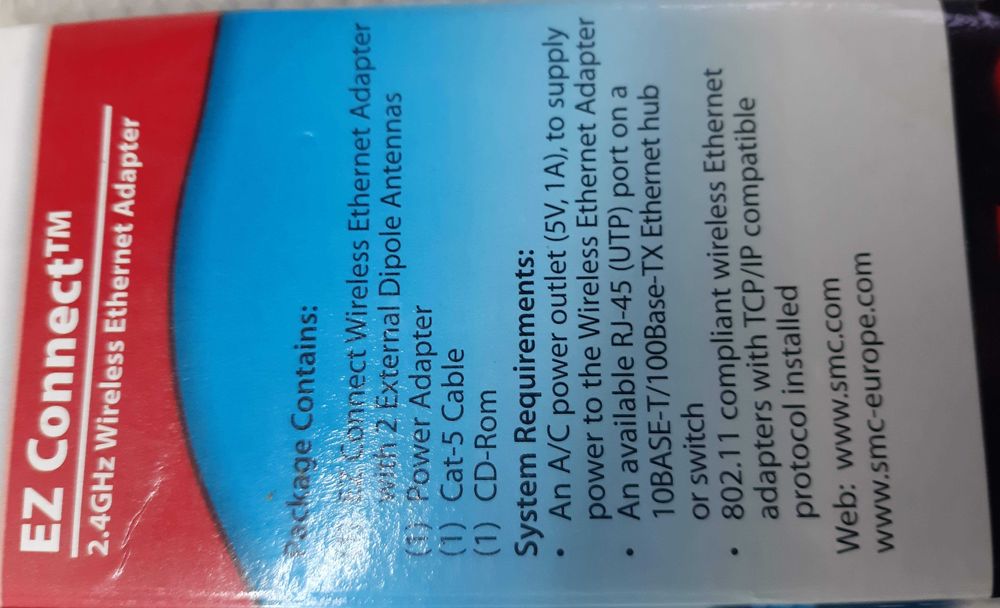 EZ Connect™
2.4GHz Wireless Ethernet Adapter
Package Contains:
(1) EZ Connect Wireless Ethernet Adapter
with 2 External Dipole Antennas
(1) Power Adapter
(1) Cat-5 Cable
(1) CD-Rom
System Requirements:
• An A/C power outlet (5V, 1A), to supply
power to the Wireless Ethernet Adapter
• An available RJ-45 (UTP) port on a
10BASE-T/100Base-TX Ethernet hub
or switch
• 802.11 compliant wireless Ethernet
adapters with TCP/IP compatible
protocol installed
Web: www.smc.com
www.smc-europe.com